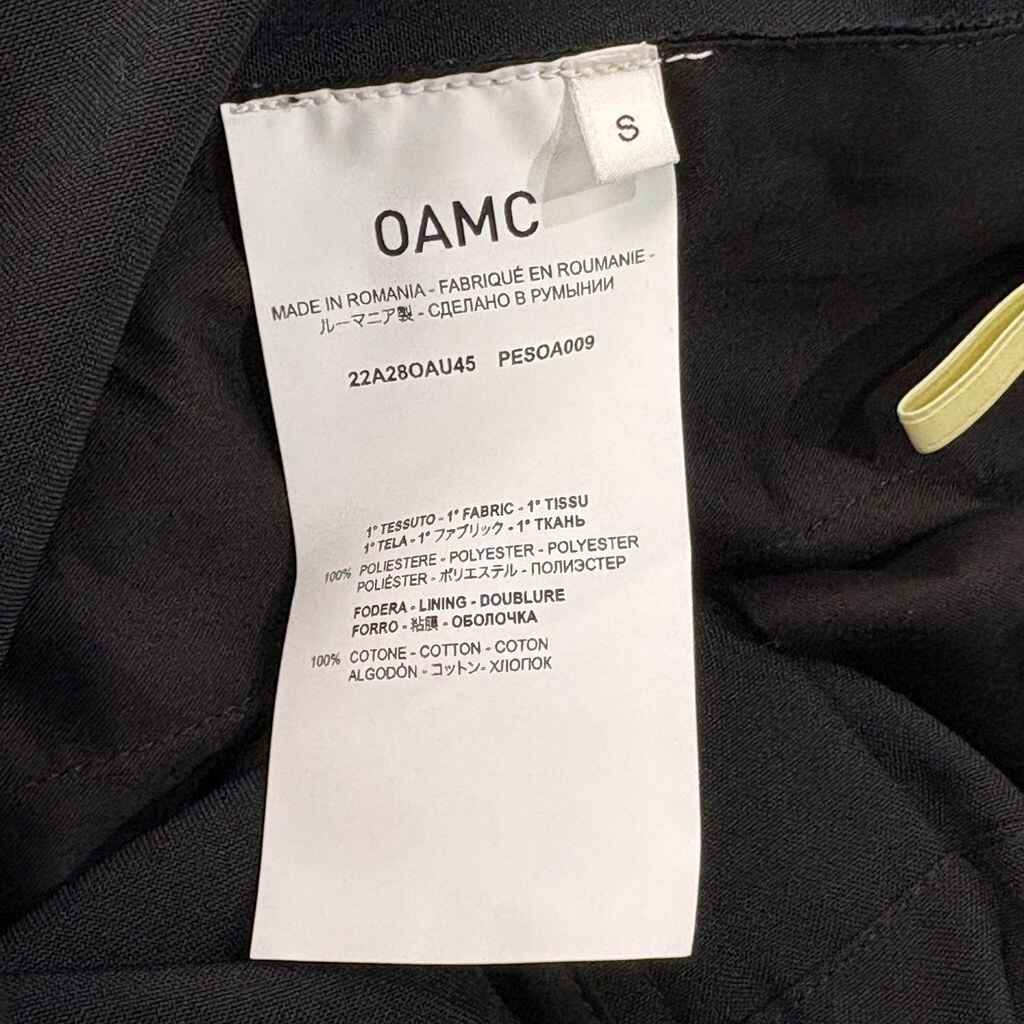 S
OAMC
MADE IN ROMANIA - FABRIQUÉ EN ROUMANIE -
ルーマニア製 - СДЕЛАНО В РУМЫНИИ
22A28OAU45 PESOA009
1° TESSUTO - 1° FABRIC - 1° TISSU
1° TELA - 1° ファブリック - 1° ТКАНЬ
100% POLIESTERE - POLYESTER - POLYESTER
POLIÉSTER - ポリエステル - ПОЛИЭСТЕР
FODERA - LINING - DOUBLURE
FORRO - 粘膜 - ОБОЛОЧКА
100% COTONE - COTTON - COTON
ALGODÓN - コットン- ХЛОПОК